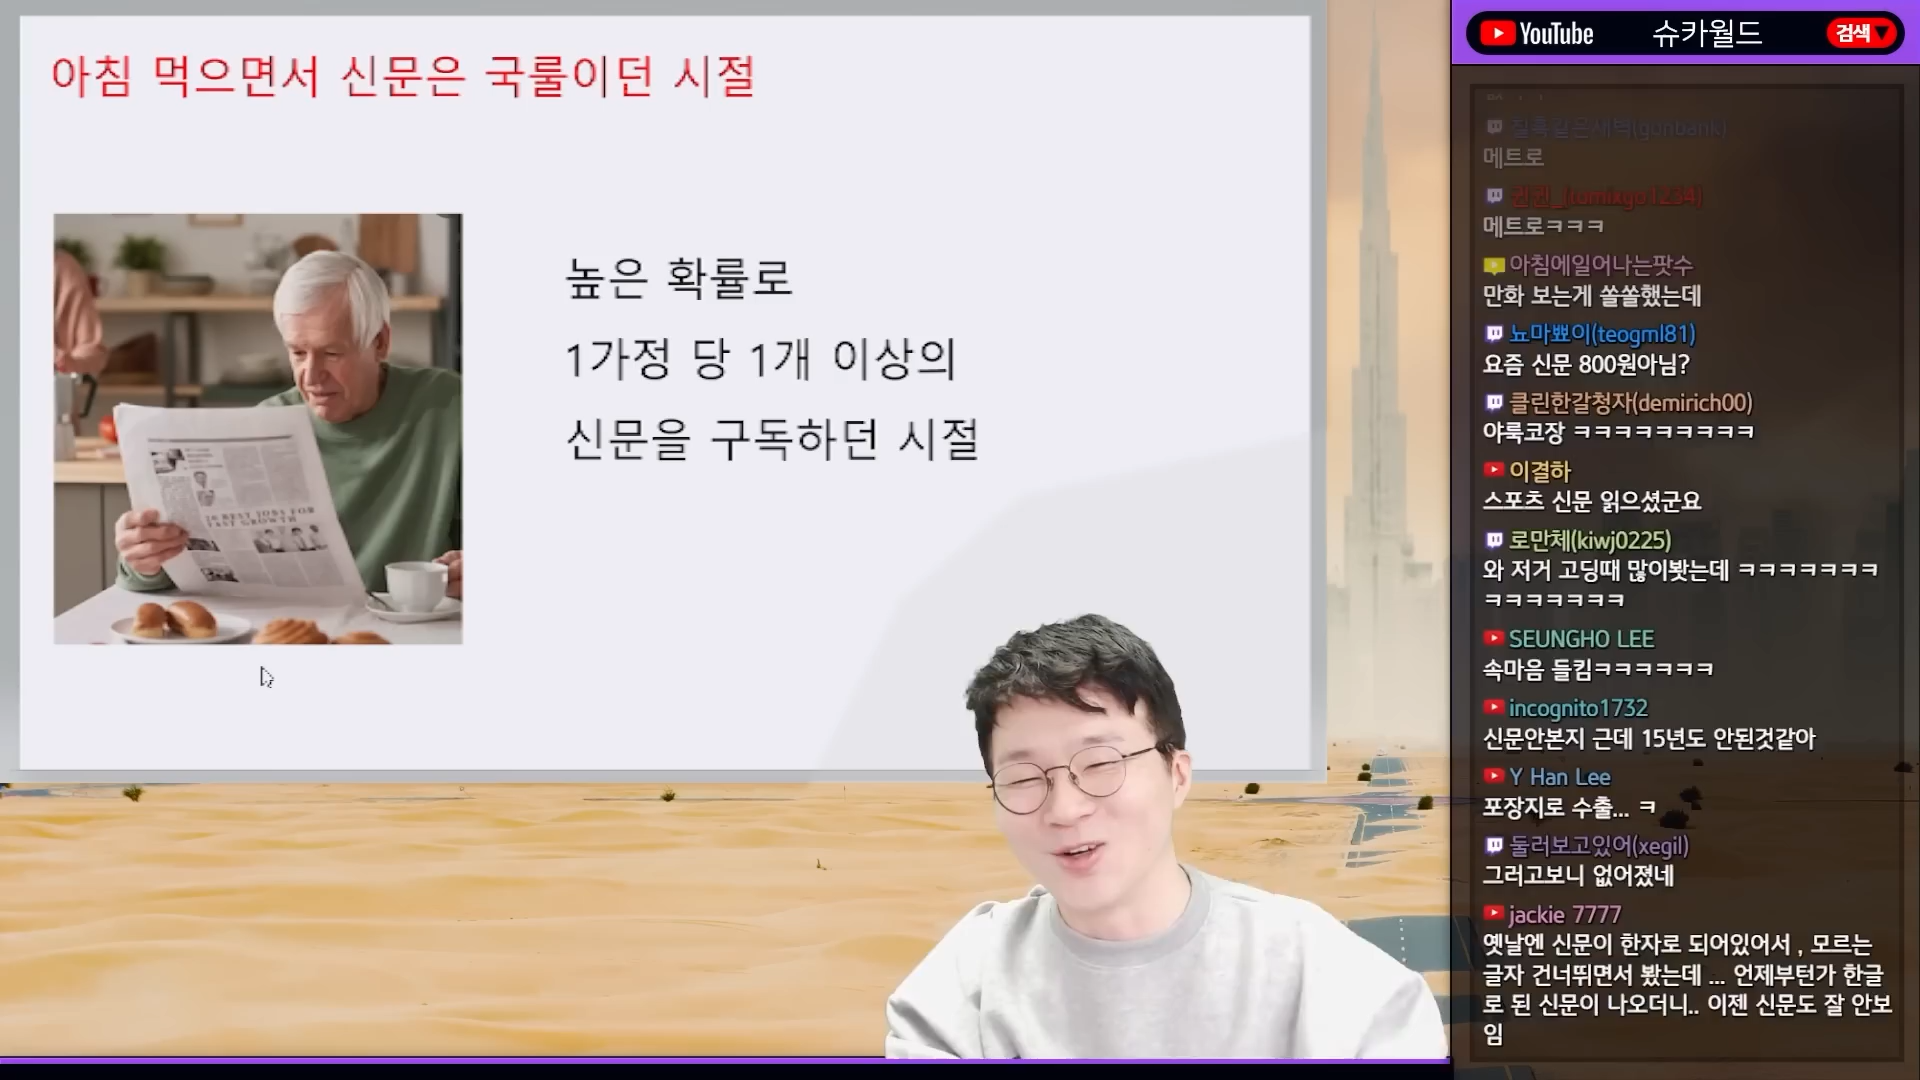 아침 먹으면서 신문은 국룰이던 시절
높은 확률로
1가정 당 1개 이상의
신문을 구독하던 시절
10 BEST JOBS FOR
FAST GROWTH
YouTube 슈카월드 검색▼
메트로
메트로ㅋㅋㅋ
아침에일어나는팟수
만화 보는게 쏠쏠했는데
뇨마뾰이(teogml81)
요즘 신문 800원아님?
클린한갈청자(demirich00)
야룩코장 ㅋㅋㅋㅋㅋㅋㅋㅋㅋ
이결하
스포츠 신문 읽으셨군요
로만체(kiwj0225)
와 저거 고딩때 많이봣는데 ㅋㅋㅋㅋㅋㅋㅋ
ㅋㅋㅋㅋㅋㅋㅋ
SEUNGHO LEE
속마음 들킴ㅋㅋㅋㅋㅋㅋ
incognito1732
신문안본지 근데 15년도 안된것같아
Y Han Lee
포장지로 수출... ㅋ
둘러보고있어(xegil)
그러고보니 없어졌네
jackie 7777
옛날엔 신문이 한자로 되어있어서 , 모르는
글자 건너뛰면서 봤는데 ... 언제부턴가 한글
로 된 신문이 나오더니.. 이젠 신문도 잘 안보
임